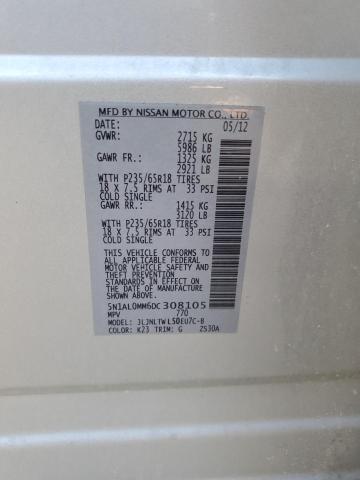 MFD BY NISSAN MOTOR CO., LTD.
DATE: 05/12
GVWR: 2715 KG
5986 LB
GAWR FR.: 1325 KG
2921 LB
WITH P235/65R18 TIRES
18 x 7.5 RIMS AT 33 PSI
COLD SINGLE
GAWR RR.: 1415 KG
3120 LB
WITH P235/65R18 TIRES
18 x 7.5 RIMS AT 33 PSI
COLD SINGLE
THIS VEHICLE CONFORMS
TO ALL APPLICABLE FEDERAL
MOTOR VEHICLE SAFETY
AND THEFT PREVENTION
STANDARDS IN EFFECT ON
THE DATE OF MANUFACTURE
SHOWN ABOVE.
5N1AL0MM6DC308105
MPV 770
MODEL: 3LJNLTWL50EU7C-B
COLOR: K23 TRIM: G ZS30A